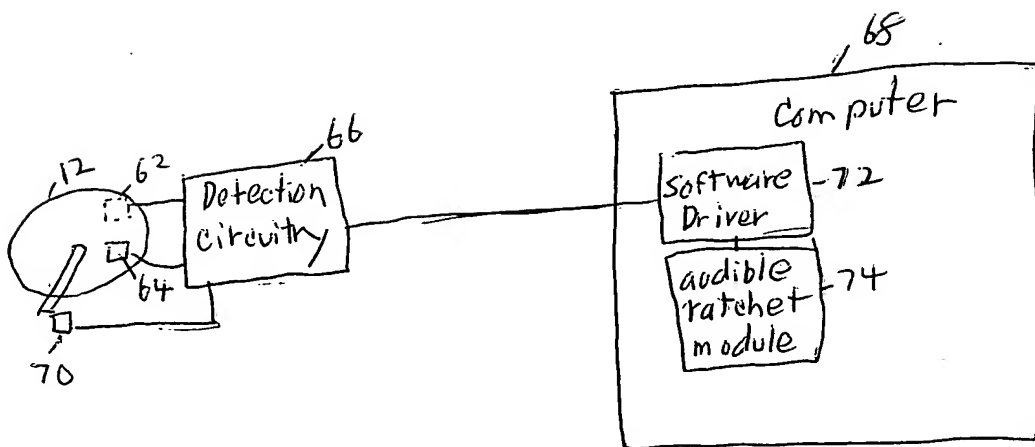 68
Computer
66
62
12
Detection
circuitry
software
Driver
72
64
audible
ratchet
module
74
70